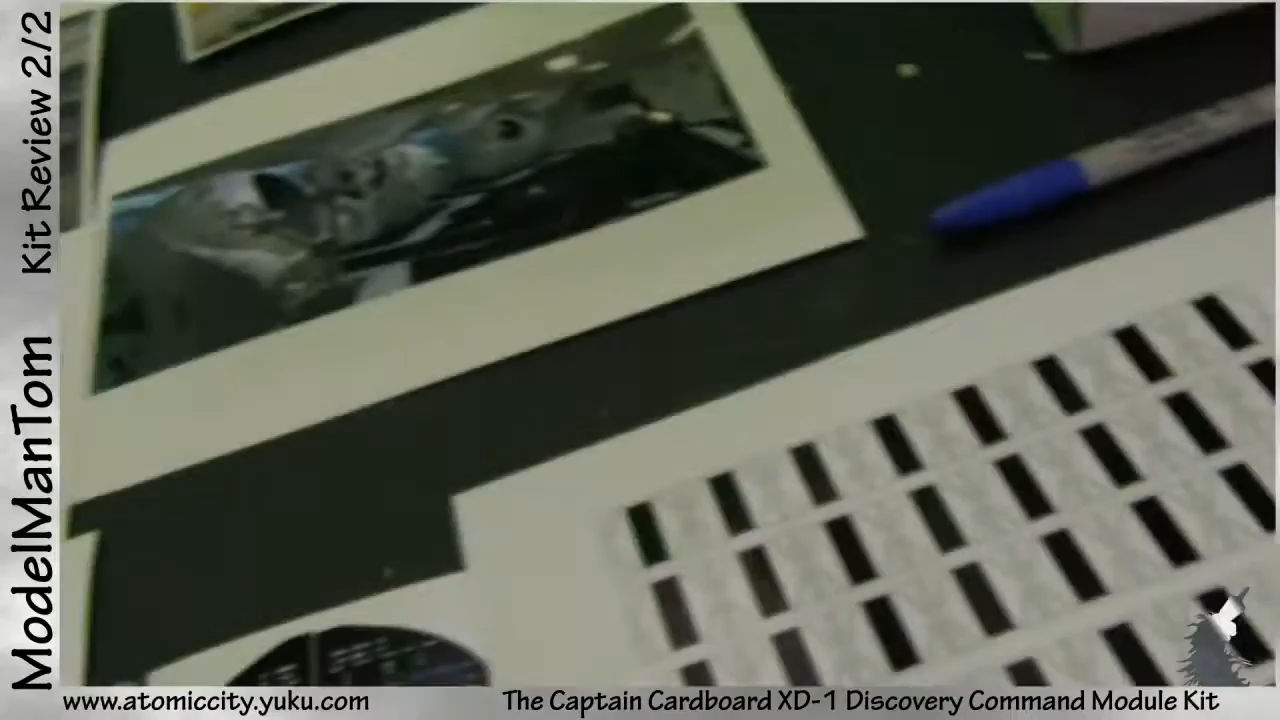 ModelManTom Kit Review 2/2
www.atomiccity.yuku.com
The Captain Cardboard XD-1 Discovery Command Module Kit